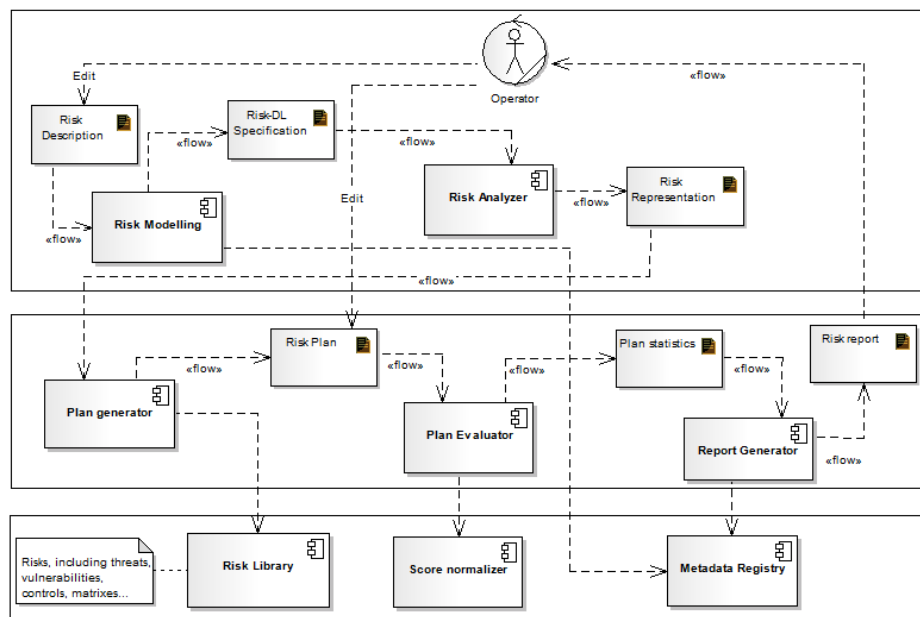 Operator
Edit
«flow»
Risk
Description
Risk-DL
Specification
«flow»
«flow»
Risk Analyzer
Risk
Representation
«flow»
Edit
Risk Modelling
«flow»
«flow»
Risk Plan
Plan statistics
Risk report
«flow»
«flow»
«flow»
«flow»
Plan generator
Plan Evaluator
Report Generator
«flow»
Risks, including threats,
vulnerabilities,
controls, matrixes...
Risk Library
Score normalizer
Metadata Registry